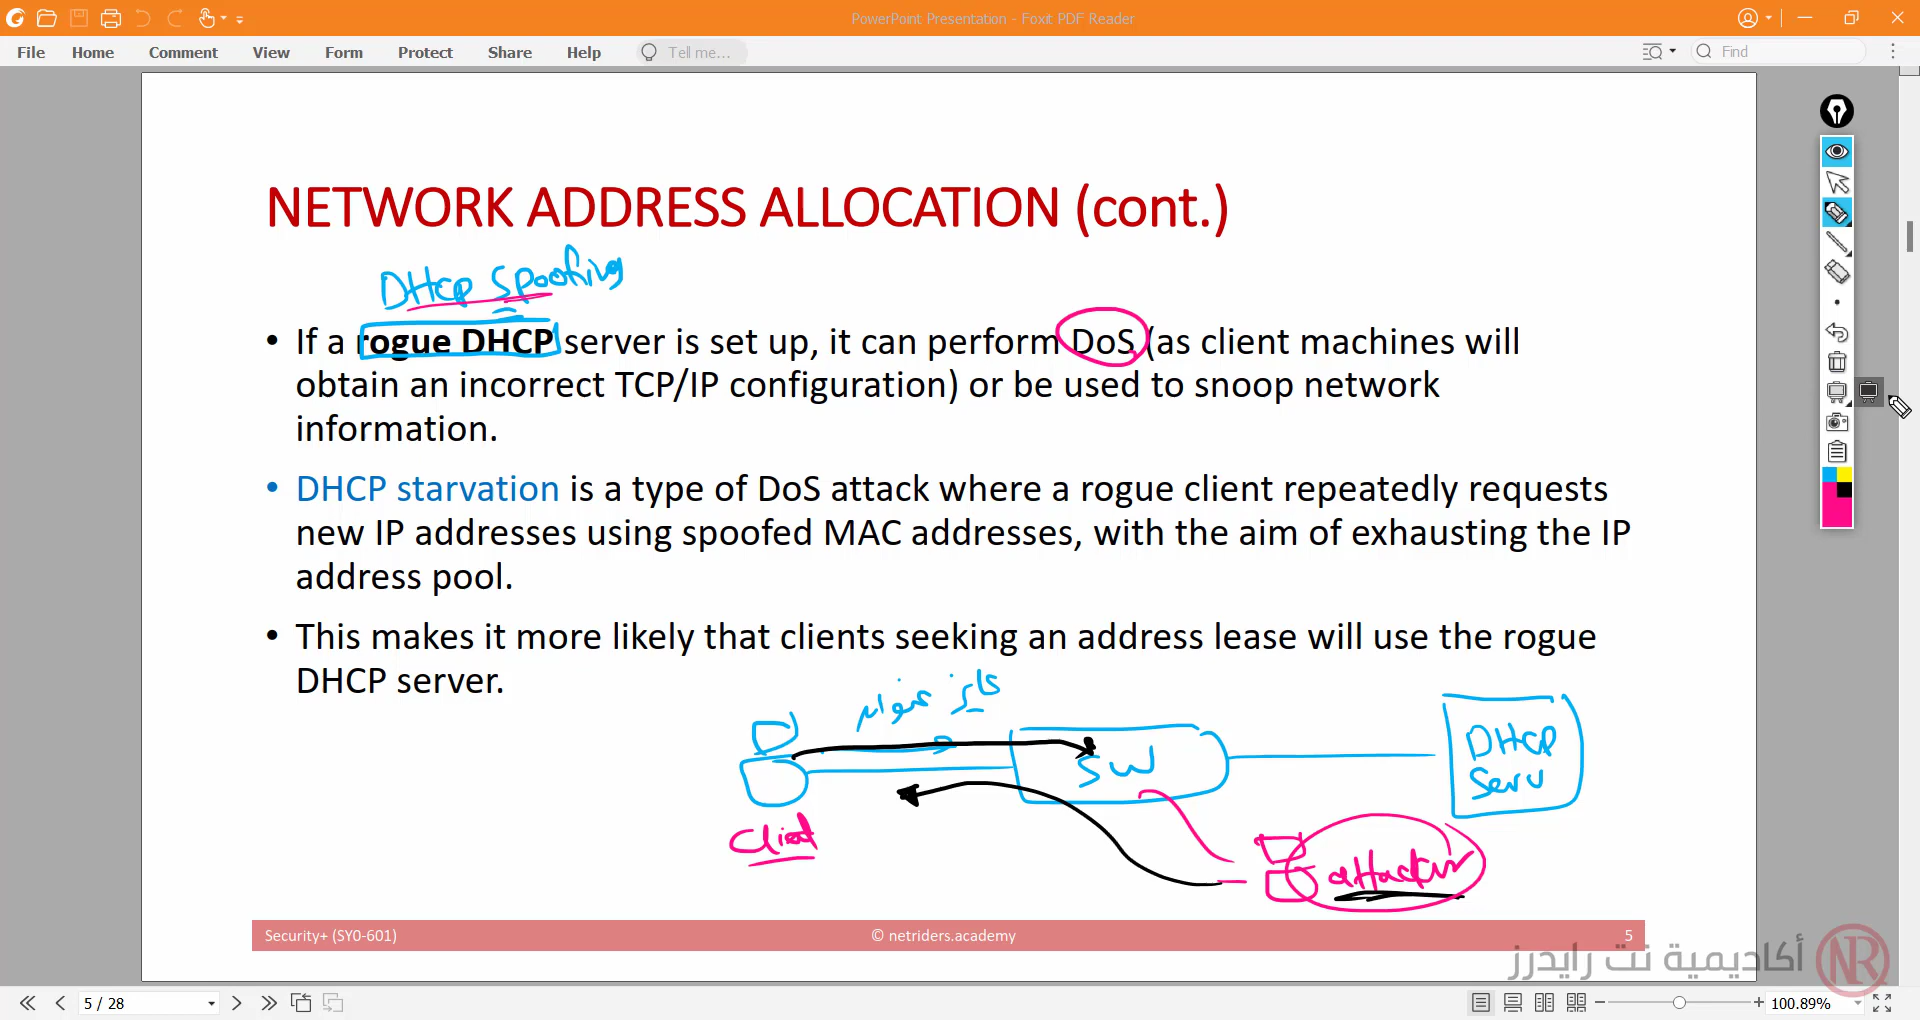 PowerPoint Presentation - Foxit PDF Reader
File Home Comment View Form Protect Share Help Tell me... Find
NETWORK ADDRESS ALLOCATION (cont.)
DHCP Spoofing
• If a rogue DHCP server is set up, it can perform DoS (as client machines will
obtain an incorrect TCP/IP configuration) or be used to snoop network
information.
• DHCP starvation is a type of DoS attack where a rogue client repeatedly requests
new IP addresses using spoofed MAC addresses, with the aim of exhausting the IP
address pool.
• This makes it more likely that clients seeking an address lease will use the rogue
DHCP server.
عايز عنوان
SW
DHCP
Serv
Client
attacker
Security+ (SY0-601) © netriders.academy 5
أكاديمية نت رايدرز NR
5 / 28 100.89%